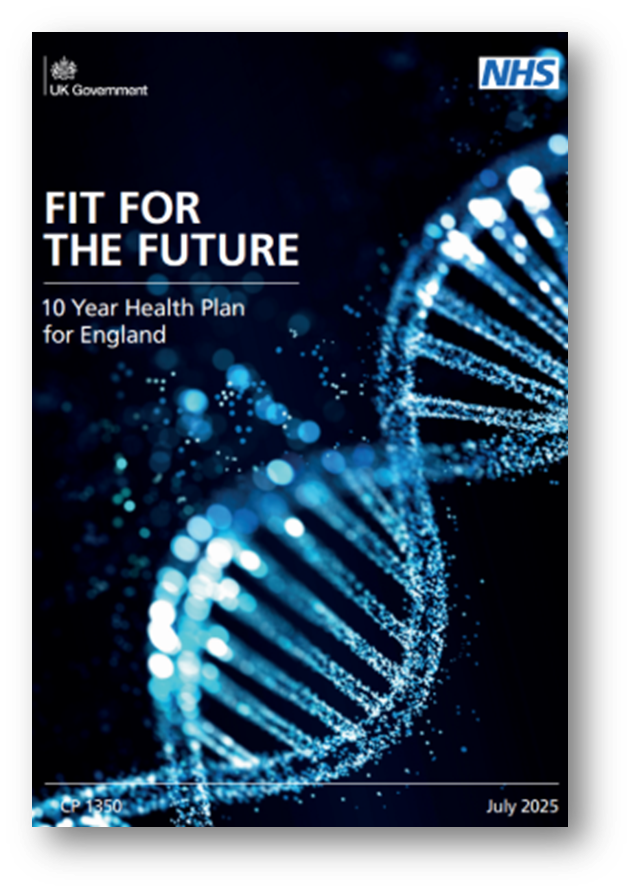 UK Government
NHS
FIT FOR
THE FUTURE
10 Year Health Plan
for England
CP 1350
July 2025